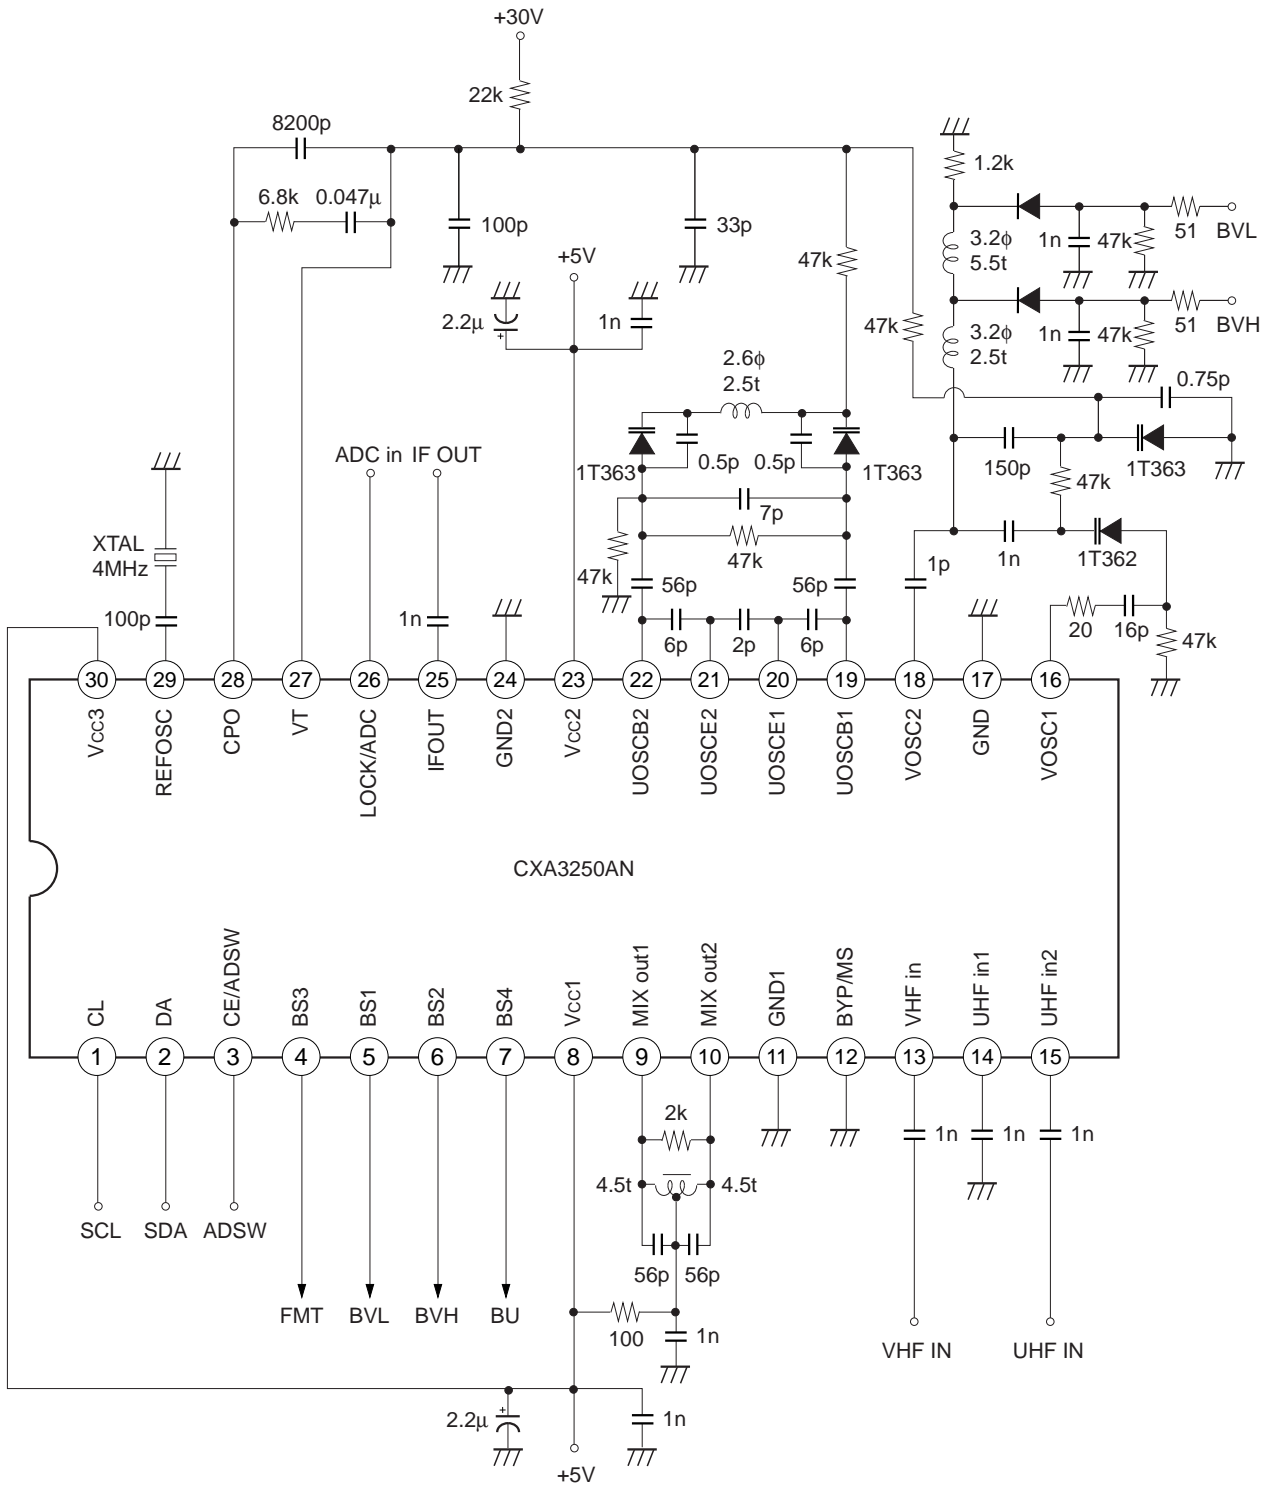 +30V
22k
8200p
6.8k
0.047μ
100p
33p
1.2k
3.2ϕ
5.5t
1n
47k
51
BVL
3.2ϕ
2.5t
1n
47k
51
BVH
+5V
2.2μ
+
1n
47k
47k
2.6ϕ
2.5t
0.75p
ADC in
IF OUT
1T363
0.5p
0.5p
1T363
150p
1T363
47k
7p
47k
47k
1n
1T362
XTAL
4MHz
56p
56p
1p
100p
1n
6p
2p
6p
20
16p
47k
30
29
28
27
26
25
24
23
22
21
20
19
18
17
16
Vcc3
REFOSC
CPO
VT
LOCK/ADC
IFOUT
GND2
Vcc2
UOSCB2
UOSCE2
UOSCE1
UOSCB1
VOSC2
GND
VOSC1
CXA3250AN
CL
DA
CE/ADSW
BS3
BS1
BS2
BS4
Vcc1
MIX out1
MIX out2
GND1
BYP/MS
VHF in
UHF in1
UHF in2
1
2
3
4
5
6
7
8
9
10
11
12
13
14
15
2k
1n
1n
1n
4.5t
4.5t
SCL
SDA
ADSW
56p
56p
FMT
BVL
BVH
BU
100
1n
VHF IN
UHF IN
2.2μ
+
1n
+5V